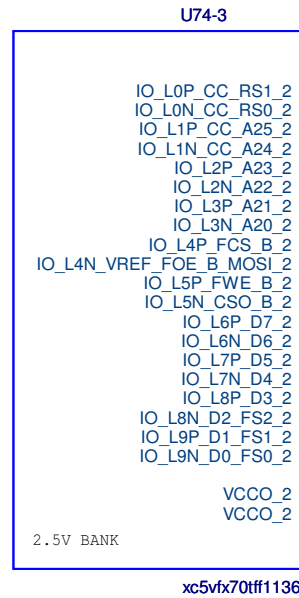 U74-3
IO_L0P_CC_RS1_2
IO_L0N_CC_RS0_2
IO_L1P_CC_A25_2
IO_L1N_CC_A24_2
IO_L2P_A23_2
IO_L2N_A22_2
IO_L3P_A21_2
IO_L3N_A20_2
IO_L4P_FCS_B_2
IO_L4N_VREF_FOE_B_MOSI_2
IO_L5P_FWE_B_2
IO_L5N_CSO_B_2
IO_L6P_D7_2
IO_L6N_D6_2
IO_L7P_D5_2
IO_L7N_D4_2
IO_L8P_D3_2
IO_L8N_D2_FS2_2
IO_L9P_D1_FS1_2
IO_L9N_D0_FS0_2
VCCO_2
VCCO_2
2.5V BANK
xc5vfx70tff1136